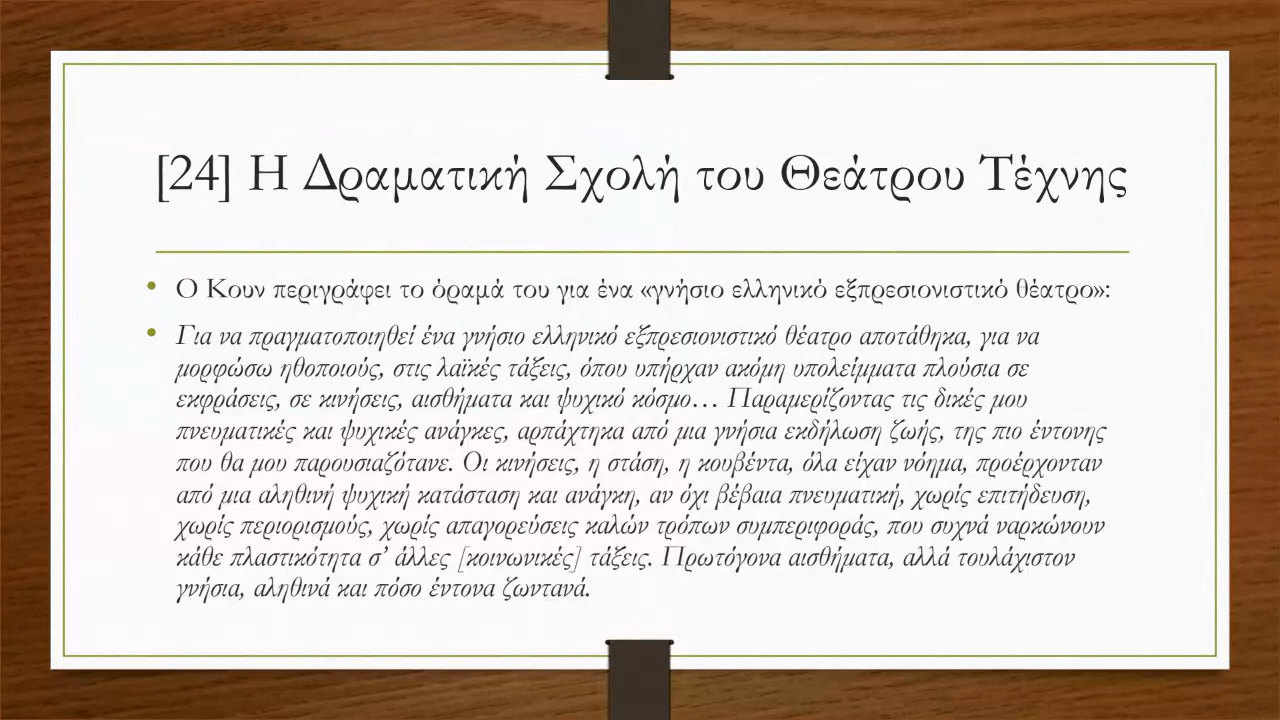 [24] Η Δραματική Σχολή του Θεάτρου Τέχνης
• Ο Κουν περιγράφει το όραμά του για ένα «γνήσιο ελληνικό εξπρεσιονιστικό θέατρο»:
• Για να πραγματοποιηθεί ένα γνήσιο ελληνικό εξπρεσιονιστικό θέατρο αποτάθηκα, για να
μορφώσω ηθοποιούς, στις λαϊκές τάξεις, όπου υπήρχαν ακόμη υπολείμματα πλούσια σε
εκφράσεις, σε κινήσεις, αισθήματα και ψυχικό κόσμο… Παραμερίζοντας τις δικές μου
πνευματικές και ψυχικές ανάγκες, αρπάχτηκα από μια γνήσια εκδήλωση ζωής, της πιο έντονης
που θα μου παρουσιαζότανε. Οι κινήσεις, η στάση, η κουβέντα, όλα είχαν νόημα, προέρχονταν
από μια αληθινή ψυχική κατάσταση και ανάγκη, αν όχι βέβαια πνευματική, χωρίς επιτήδευση,
χωρίς περιορισμούς, χωρίς απαγορεύσεις καλών τρόπων συμπεριφοράς, που συχνά ναρκώνουν
κάθε πλαστικότητα σ’ άλλες [κοινωνικές] τάξεις. Πρωτόγονα αισθήματα, αλλά τουλάχιστον
γνήσια, αληθινά και πόσο έντονα ζωντανά.